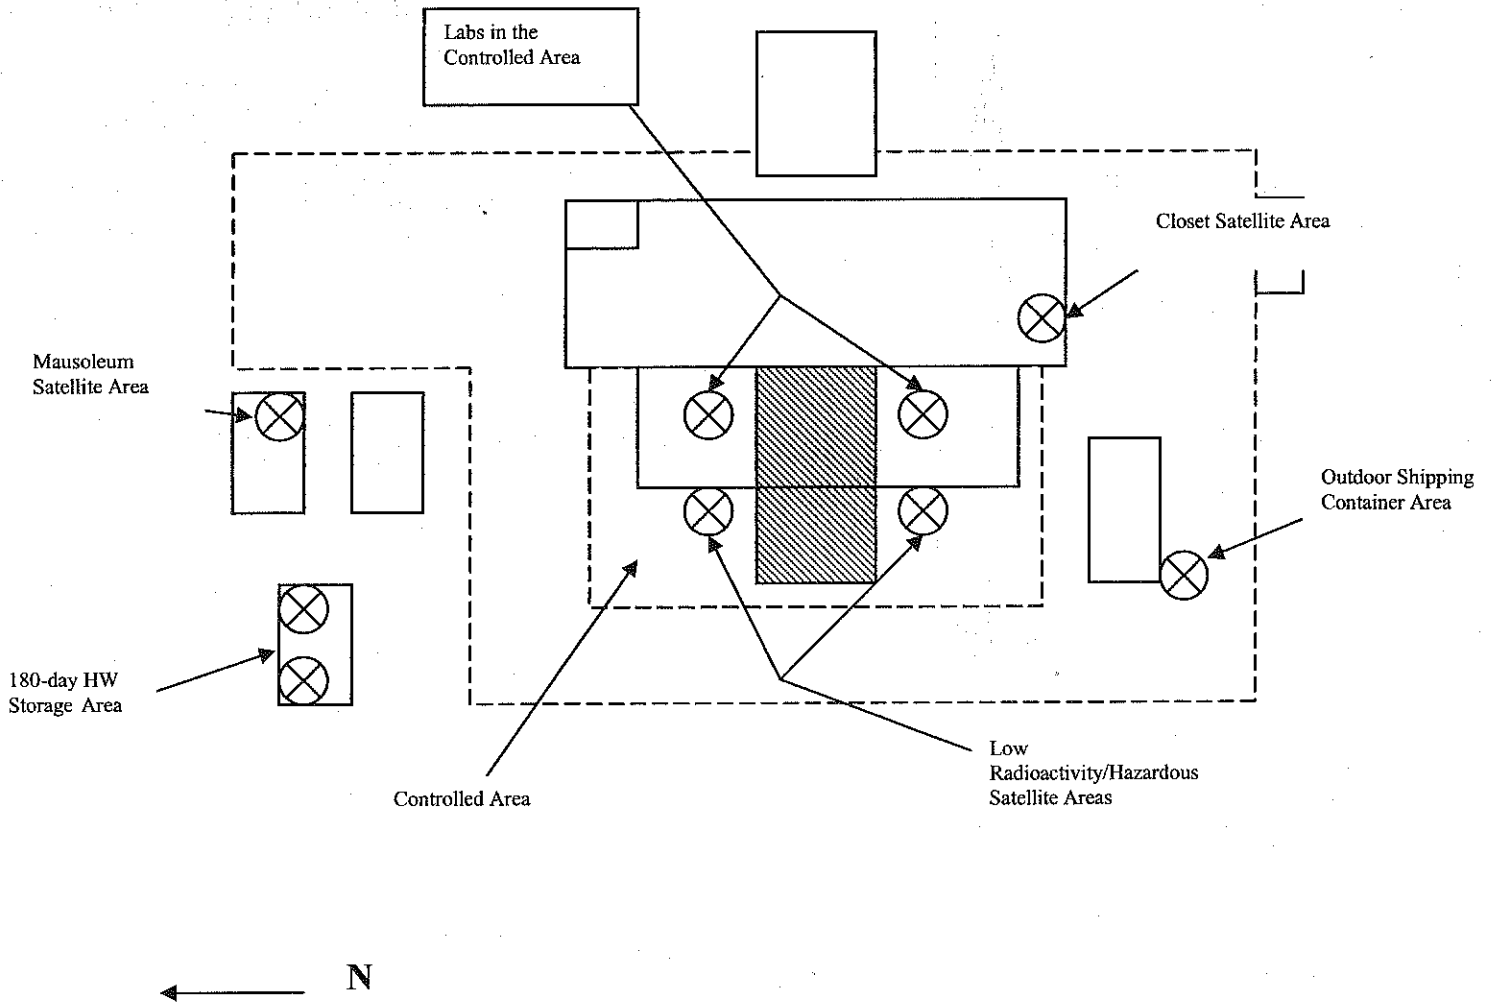 Labs in the
Controlled Area
Closet Satellite Area
Mausoleum
Satellite Area
Outdoor Shipping
Container Area
180-day HW
Storage Area
Low
Radioactivity/Hazardous
Satellite Areas
Controlled Area
N